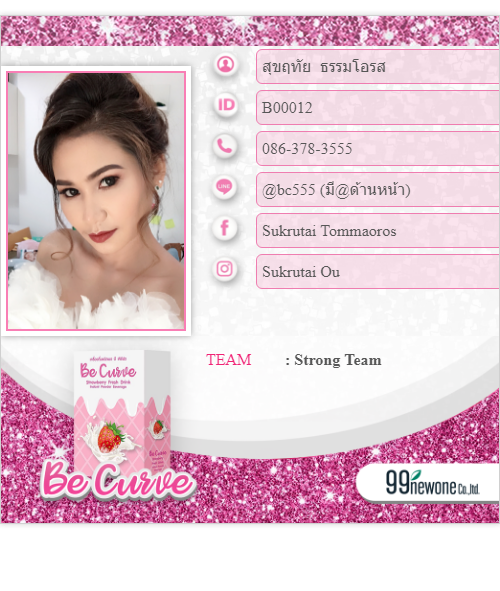 สุขฤทัย ธรรมโอรส
ID
B00012
086-378-3555
LINE
@bc555 (มี@ด้านหน้า)
Sukrutai Tommaoros
Sukrutai Ou
TEAM : Strong Team
Be Curve
Strawberry Fresh Drink
Be Curve
99newone Co.,ltd.